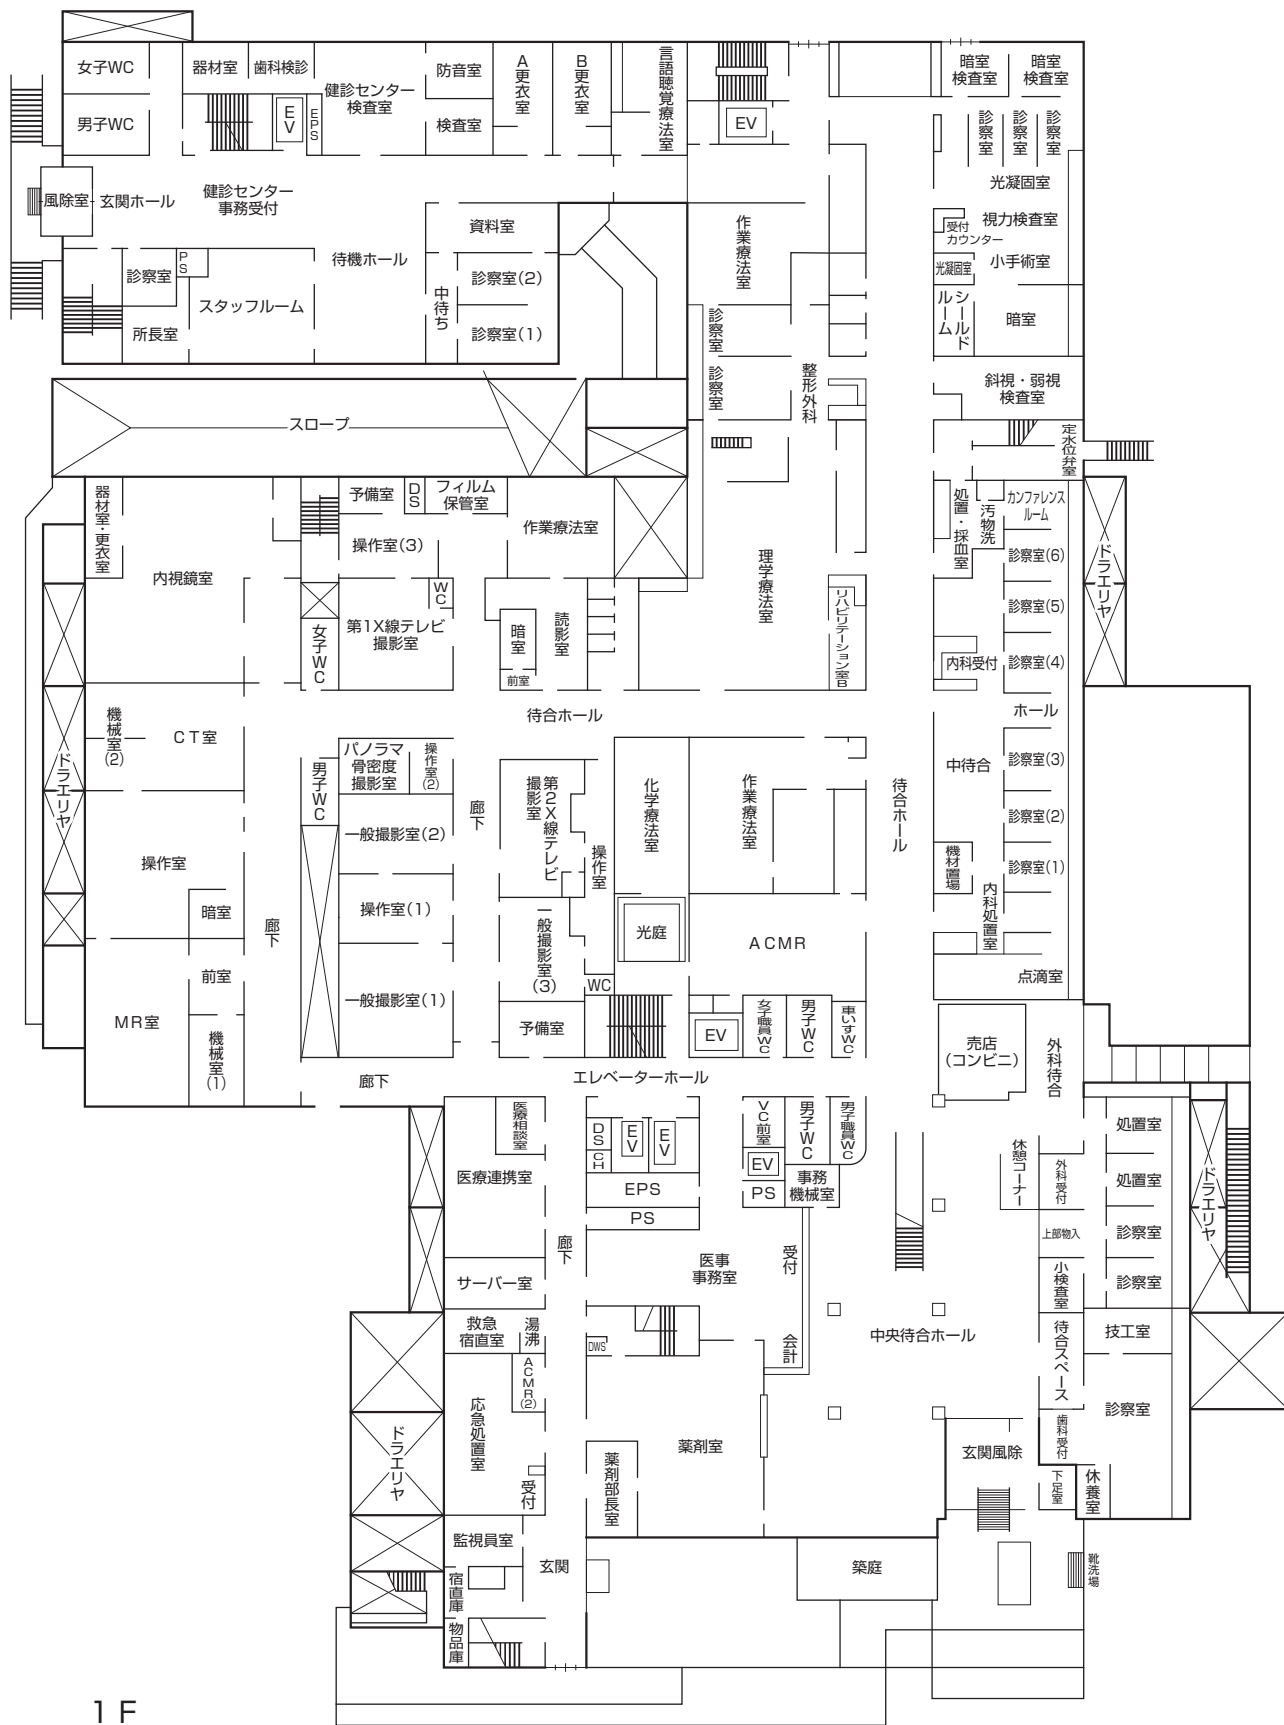 女子WC
器材室
歯科検診
健診センター
検査室
防音室
A更衣室
B更衣室
言語聴覚療法室
暗室
検査室
暗室
検査室
男子WC
EV
EPS
検査室
EV
診察室
診察室
診察室
風除室
玄関ホール
健診センター
事務受付
光凝固室
資料室
作業療法室
受付
カウンター
視力検査室
診察室
PS
待機ホール
診察室(2)
光凝固室
小手術室
スタッフルーム
中待ち
所長室
診察室(1)
診察室
シールド
ルーム
暗室
診察室
整形外科
斜視・弱視
検査室
スロープ
定水位弁室
器材室・更衣室
予備室
DS
フィルム
保管室
作業療法室
処置・採血室
汚物洗
カンファレンス
ルーム
ドライエリヤ
操作室(3)
内視鏡室
理学療法室
診察室(6)
WC
リハビリテーション室B
診察室(5)
女子WC
第1X線テレビ
撮影室
暗室
読影室
前室
内科受付
診察室(4)
機械室(2)
CT室
待合ホール
ホール
ドライエリヤ
男子WC
パノラマ
骨密度
撮影室
操作室(2)
廊下
第2X線テレビ
撮影室
化学療法室
作業療法室
待合ホール
中待合
診察室(3)
一般撮影室(2)
操作室
診察室(2)
操作室
機材置場
診察室(1)
暗室
廊下
操作室(1)
一般撮影室(3)
光庭
ACMR
内科処置室
前室
WC
点滴室
MR室
一般撮影室(1)
予備室
EV
女子職員WC
男子WC
車いすWC
売店
(コンビニ)
外科待合
機械室(1)
廊下
エレベーターホール
医療相談室
DS
CH
EV
EV
VC前室
男子WC
男子職員WC
処置室
医療連携室
EPS
EV
PS
事務
機械室
休憩コーナー
外科受付
処置室
ドライエリヤ
PS
廊下
医事
事務室
受付
上部物入
診察室
サーバー室
小検査室
診察室
救急
宿直室
湯沸
DWS
会計
中央待合ホール
待合スペース
技工室
ACMR(2)
応急処置室
診察室
ドライエリヤ
薬剤室
玄関風除
歯科受付
受付
薬剤部長室
下足室
休養室
監視員室
玄関
築庭
靴洗場
宿直庫
物品庫
1F